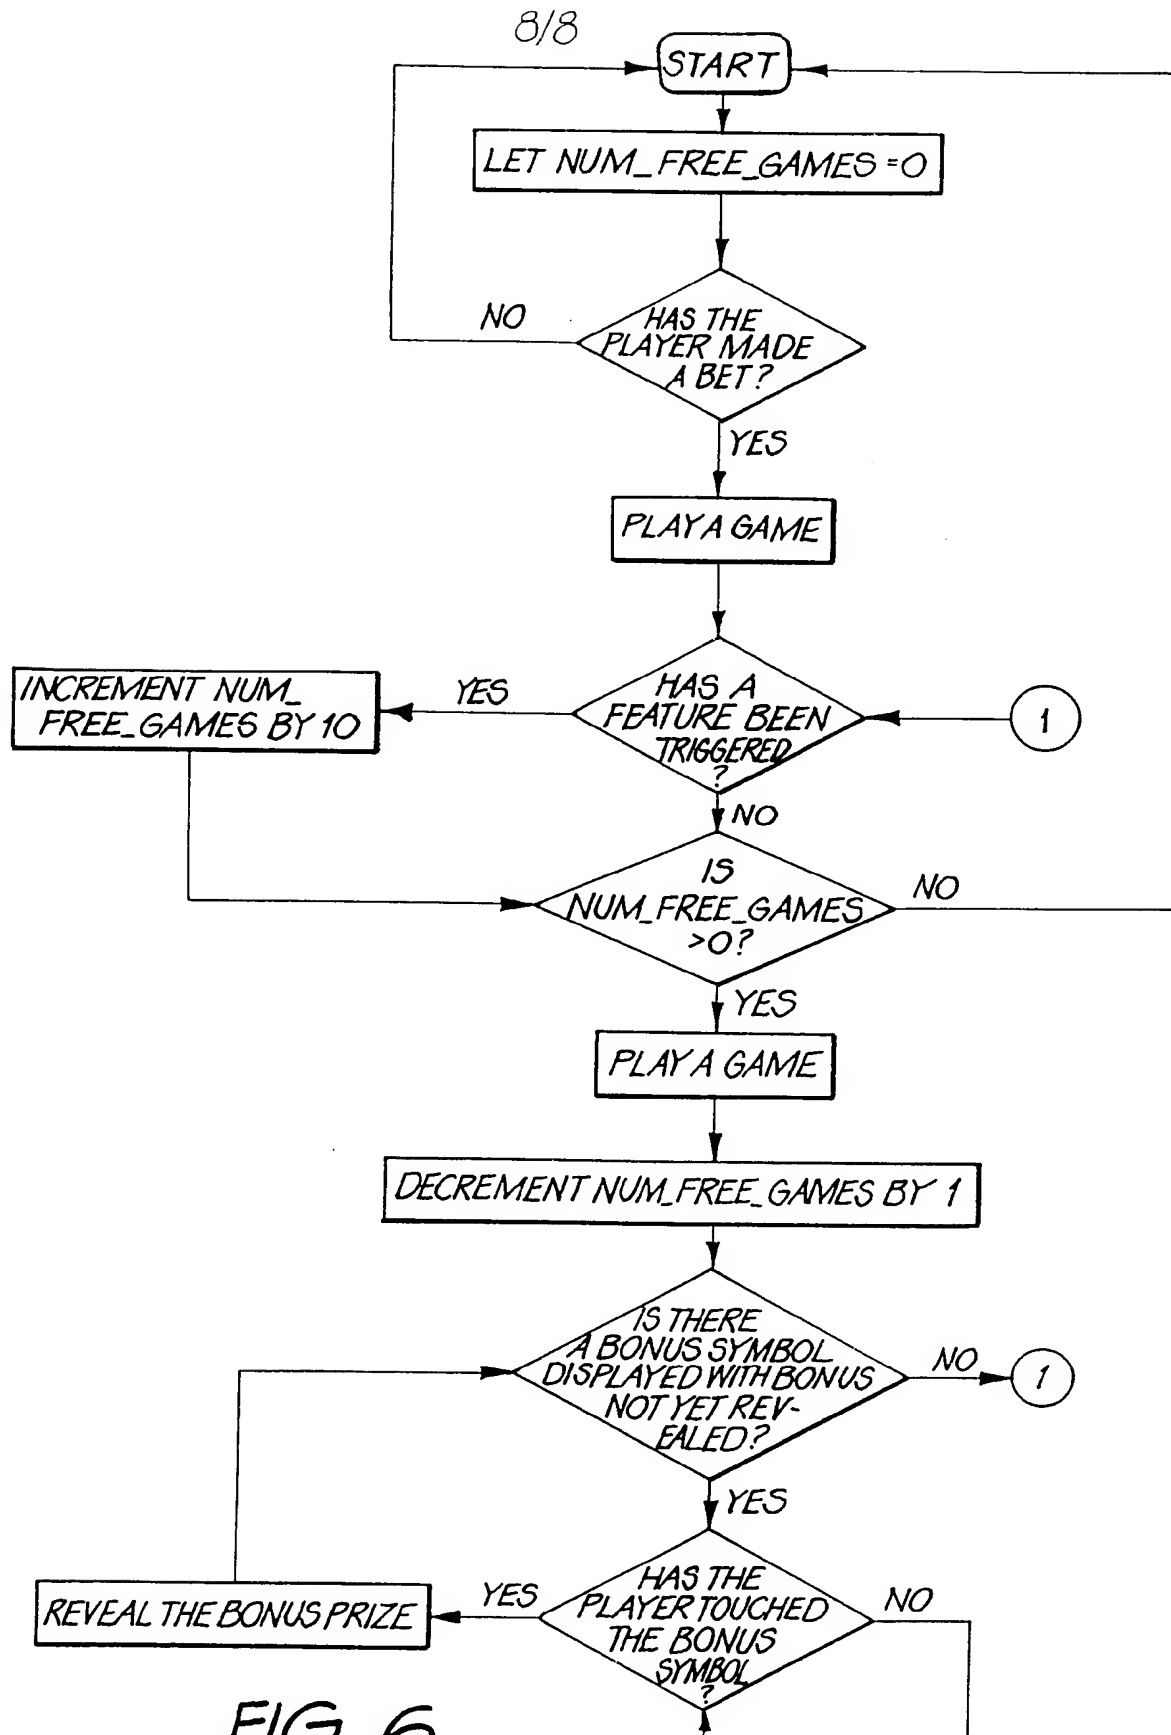 8/8
START
LET NUM_FREE_GAMES =0
NO
HAS THE
PLAYER MADE
A BET?
YES
PLAY A GAME
INCREMENT NUM_
FREE_GAMES BY 10
YES
HAS A
FEATURE BEEN
TRIGGERED
?
1
NO
IS
NUM_FREE_GAMES
>0?
NO
YES
PLAY A GAME
DECREMENT NUM_FREE_GAMES BY 1
IS THERE
A BONUS SYMBOL
DISPLAYED WITH BONUS
NOT YET REV-
EALED?
NO
1
YES
REVEAL THE BONUS PRIZE
YES
HAS THE
PLAYER TOUCHED
THE BONUS
SYMBOL
?
NO
FIG. 6